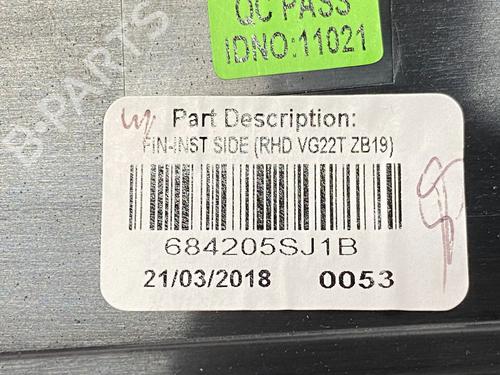 QC PASS
IDNO:11021
B-PARTS
Part Description:
FIN-INST SIDE (RHD VG22T ZB19)
684205SJ1B
21/03/2018 0053